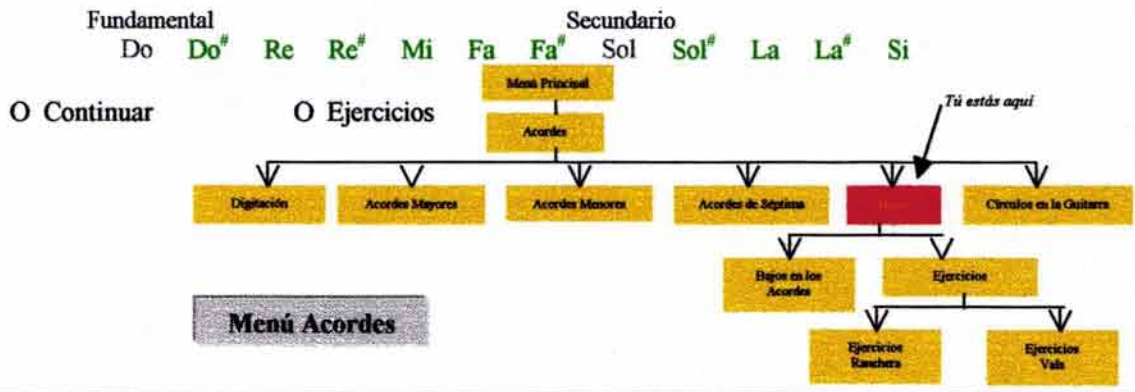 Fundamental Secundario
Do Do# Re Re# Mi Fa Fa# Sol Sol# La La# Si
Menú Principal
O Continuar O Ejercicios
Tú estás aquí
Acordes
Digitación Acordes Mayores Acordes Menores Acordes de Séptima Círculos en la Guitarra
Bajos en los
Acordes
Ejercicios
Menú Acordes
Ejercicios
Ranchera
Ejercicios
Vals